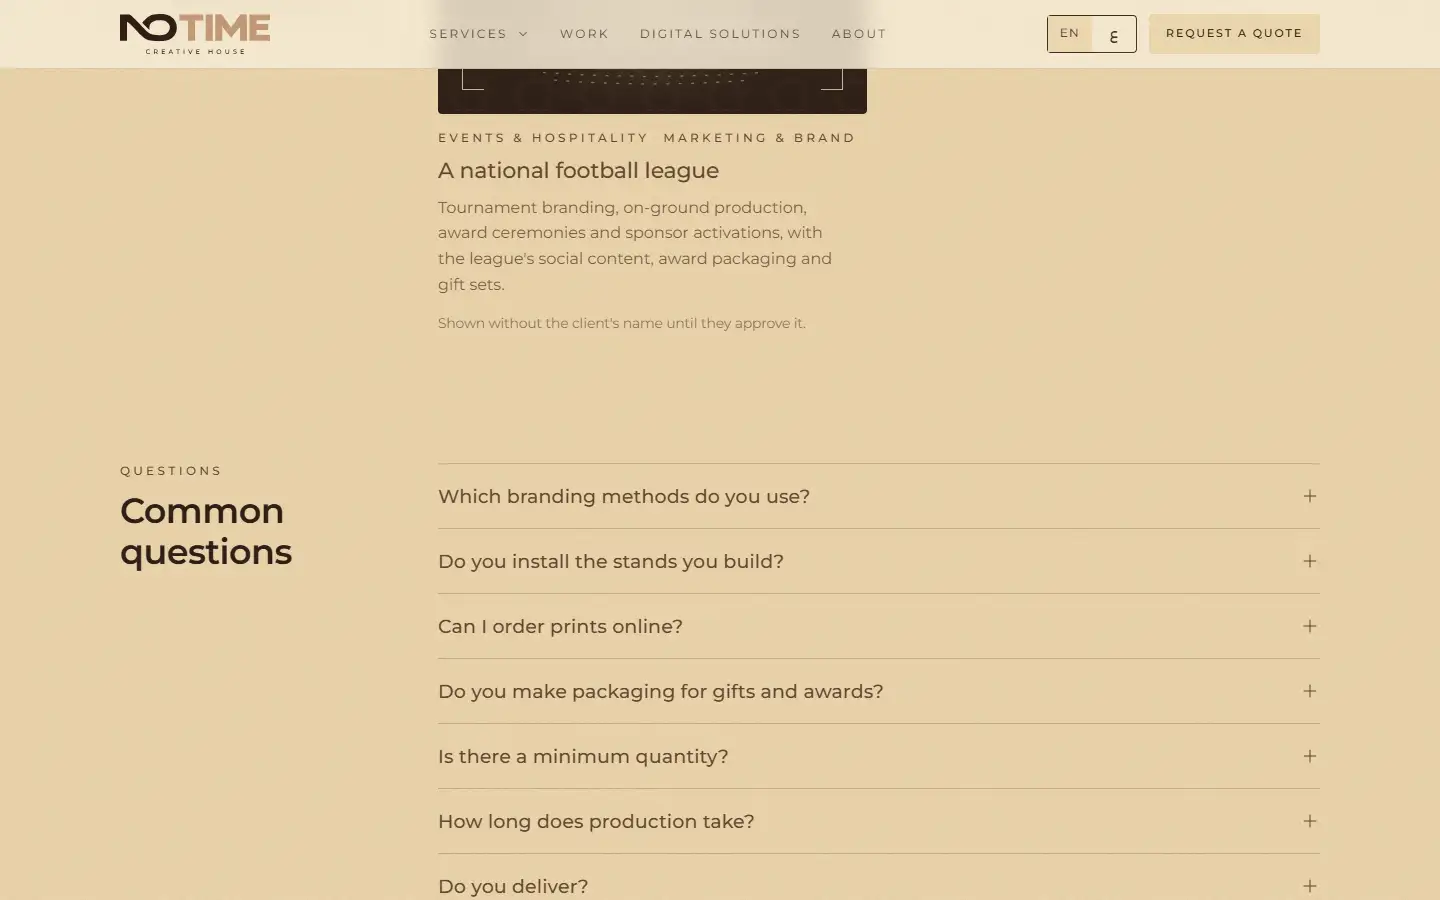 NOTIME
CREATIVE HOUSE
SERVICES
WORK
DIGITAL SOLUTIONS
ABOUT
EN
ع
REQUEST A QUOTE
EVENTS & HOSPITALITY MARKETING & BRAND
A national football league
Tournament branding, on-ground production,
award ceremonies and sponsor activations, with
the league's social content, award packaging and
gift sets.
Shown without the client's name until they approve it.
QUESTIONS
Common
questions
Which branding methods do you use?
Do you install the stands you build?
Can I order prints online?
Do you make packaging for gifts and awards?
Is there a minimum quantity?
How long does production take?
Do you deliver?